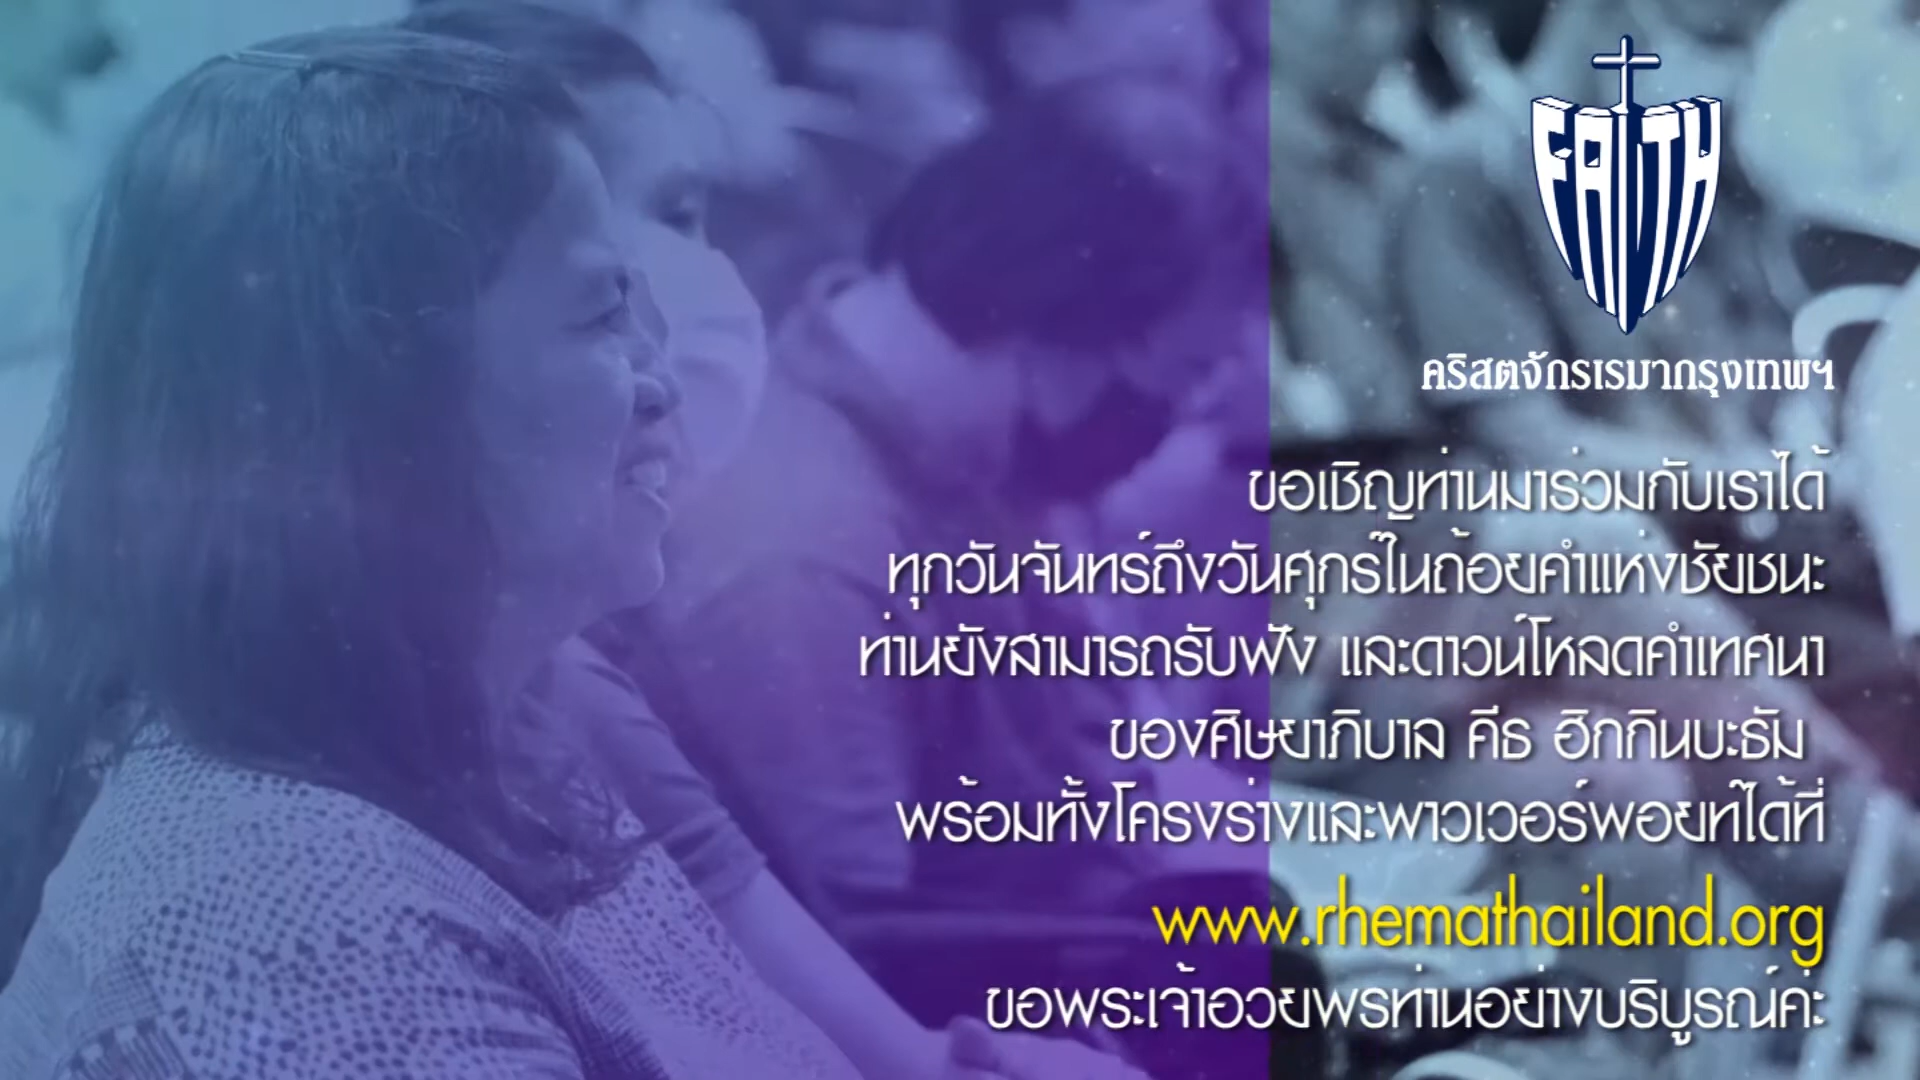 FAITH
คริสตจักรเรมากรุงเทพฯ
ขอเชิญท่านมาร่วมกับเราได้
ทุกวันจันทร์ถึงวันศุกร์ในถ้อยคำแห่งชัยชนะ
ท่านยังสามารถรับฟัง และดาวน์โหลดคำเทศนา
ของศิษยาภิบาล คีธ ฮิกกินบะธัม
พร้อมทั้งโครงร่างและพาวเวอร์พอยท์ได้ที่
www.rhemathailand.org
ขอพระเจ้าอวยพรท่านอย่างบริบูรณ์ค่ะ